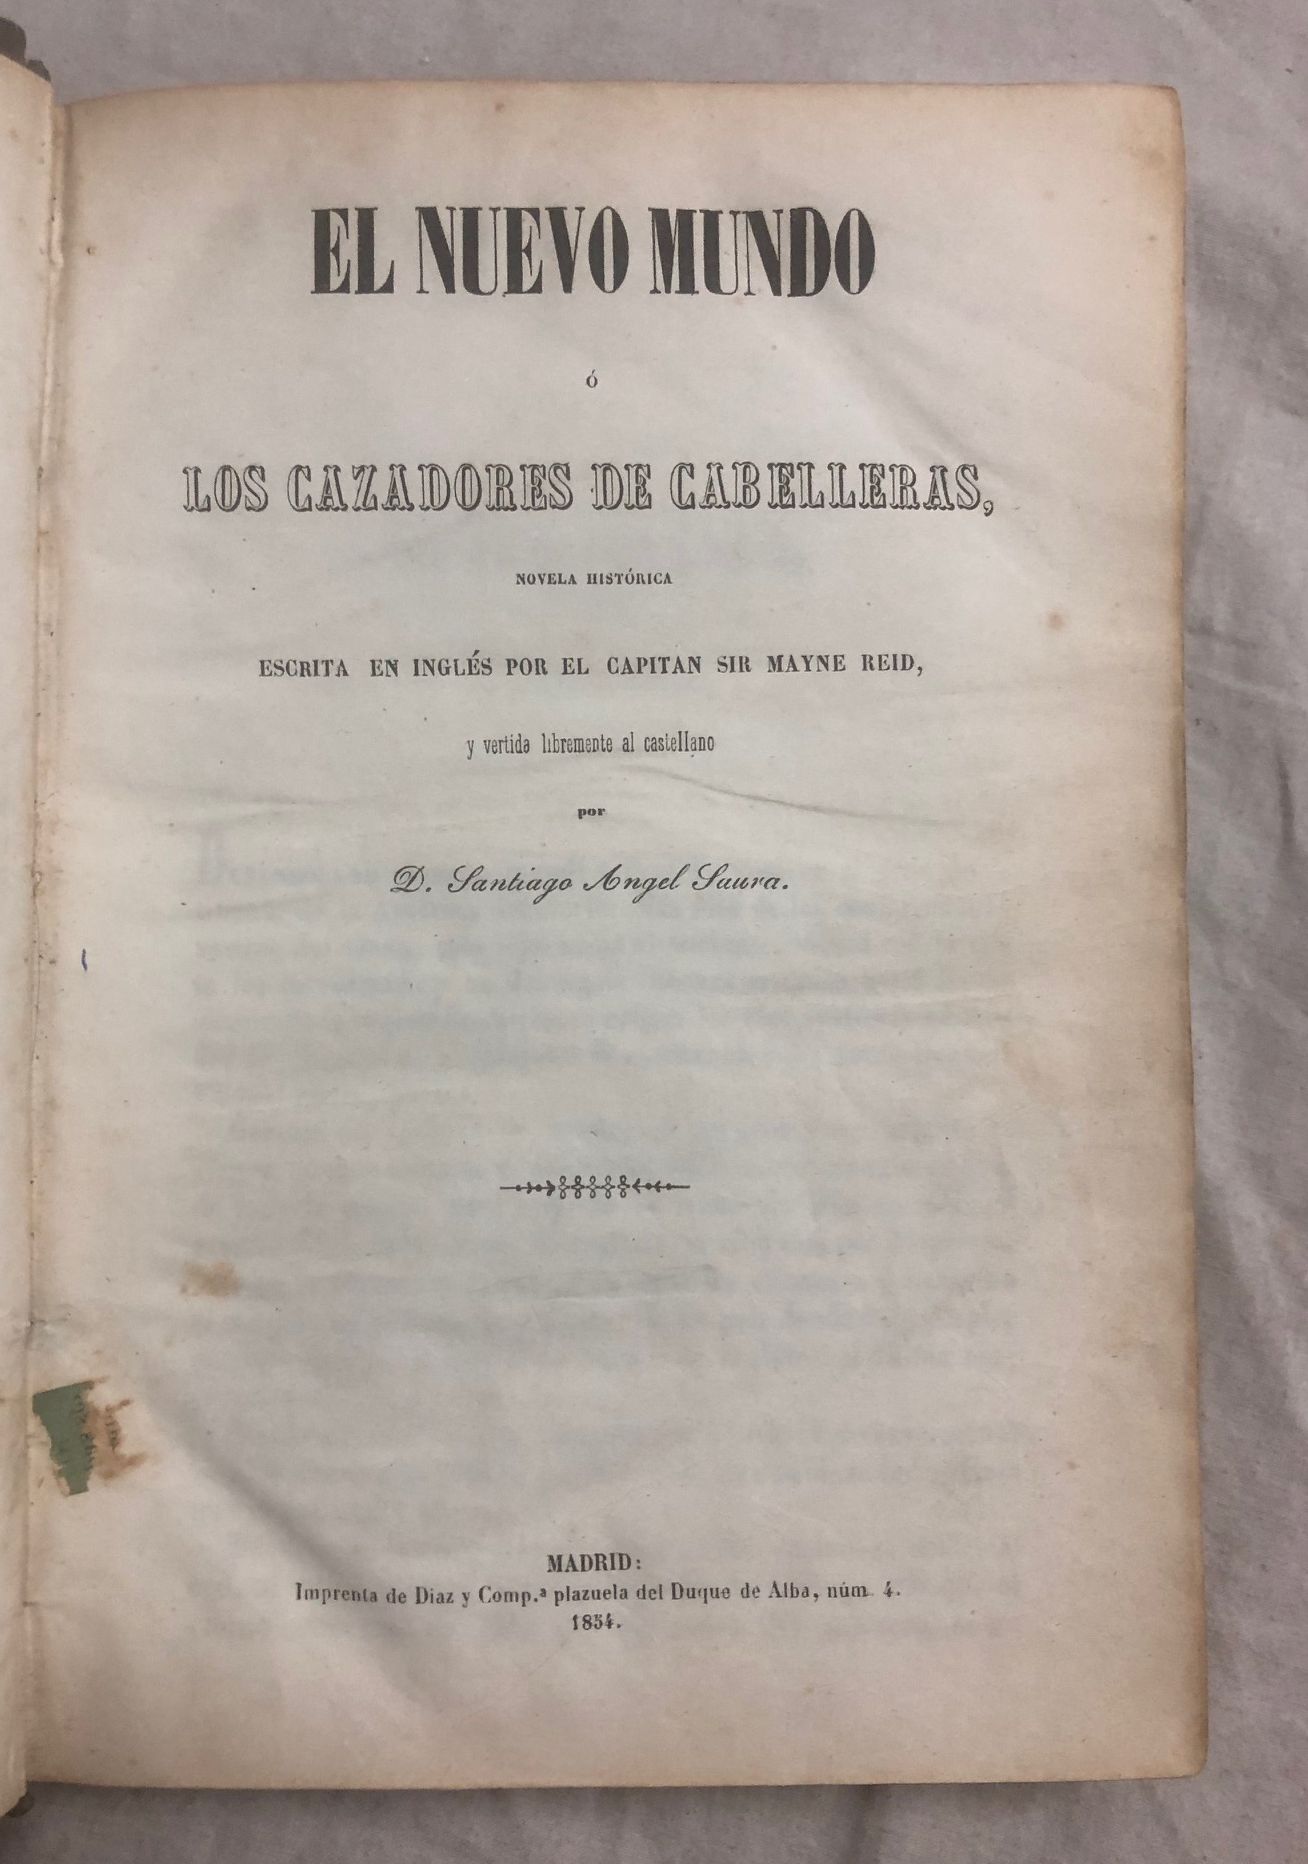 EL NUEVO MUNDO
ó
LOS CAZADORES DE CABELLERAS,
NOVELA HISTÓRICA
ESCRITA EN INGLÉS POR EL CAPITAN SIR MAYNE REID,
y vertida libremente al castellano
por
D. Santiago Angel Saura.
MADRID:
Imprenta de Diaz y Comp.ª plazuela del Duque de Alba, núm. 4.
1854.